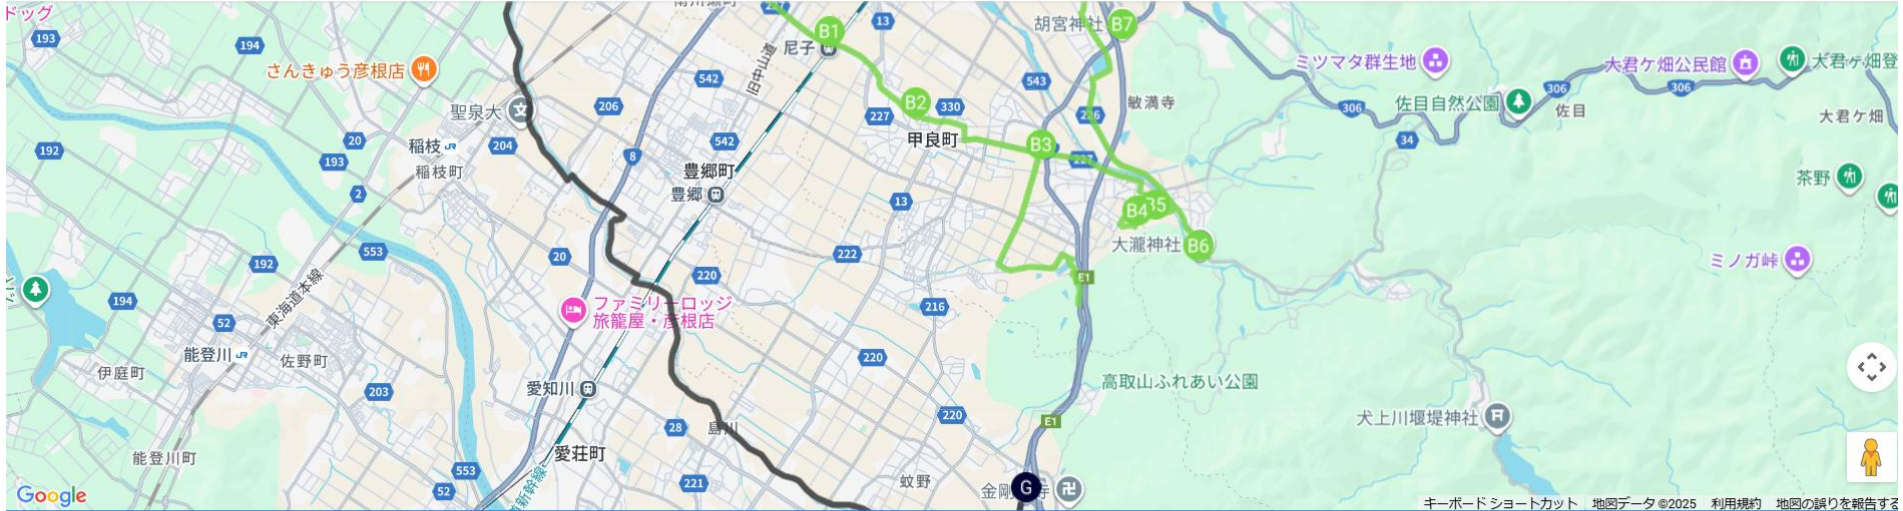 ドッグ
B1
13
胡宮神社
B7
193
194
尼子
ミツマタ群生地
大君ケ畑公民館
さんきゅう彦根店
旧中山道
542
543
306
306
佐目自然公園
佐目
206
B2
330
敏満寺
聖泉大
227
226
大君ケ畑
20
稲枝
JR
204
542
甲良町
B3
34
192
193
8
227
稲枝町
豊郷町
豊郷
茶野
2
13
B4
大瀧神社
B6
553
20
222
192
220
E1
ミノガ峠
東海道本線
194
ファミリーロッジ
旅籠屋・彦根店
216
52
能登川
JR
佐野町
220
伊庭町
203
愛知川
高取山ふれあい公園
220
E1
犬上川堰堤神社
28
島川
愛荘町
能登川町
553
蚊野
221
52
G
Google
キーボード ショートカット
地図データ ©2025
利用規約
地図の誤りを報告する